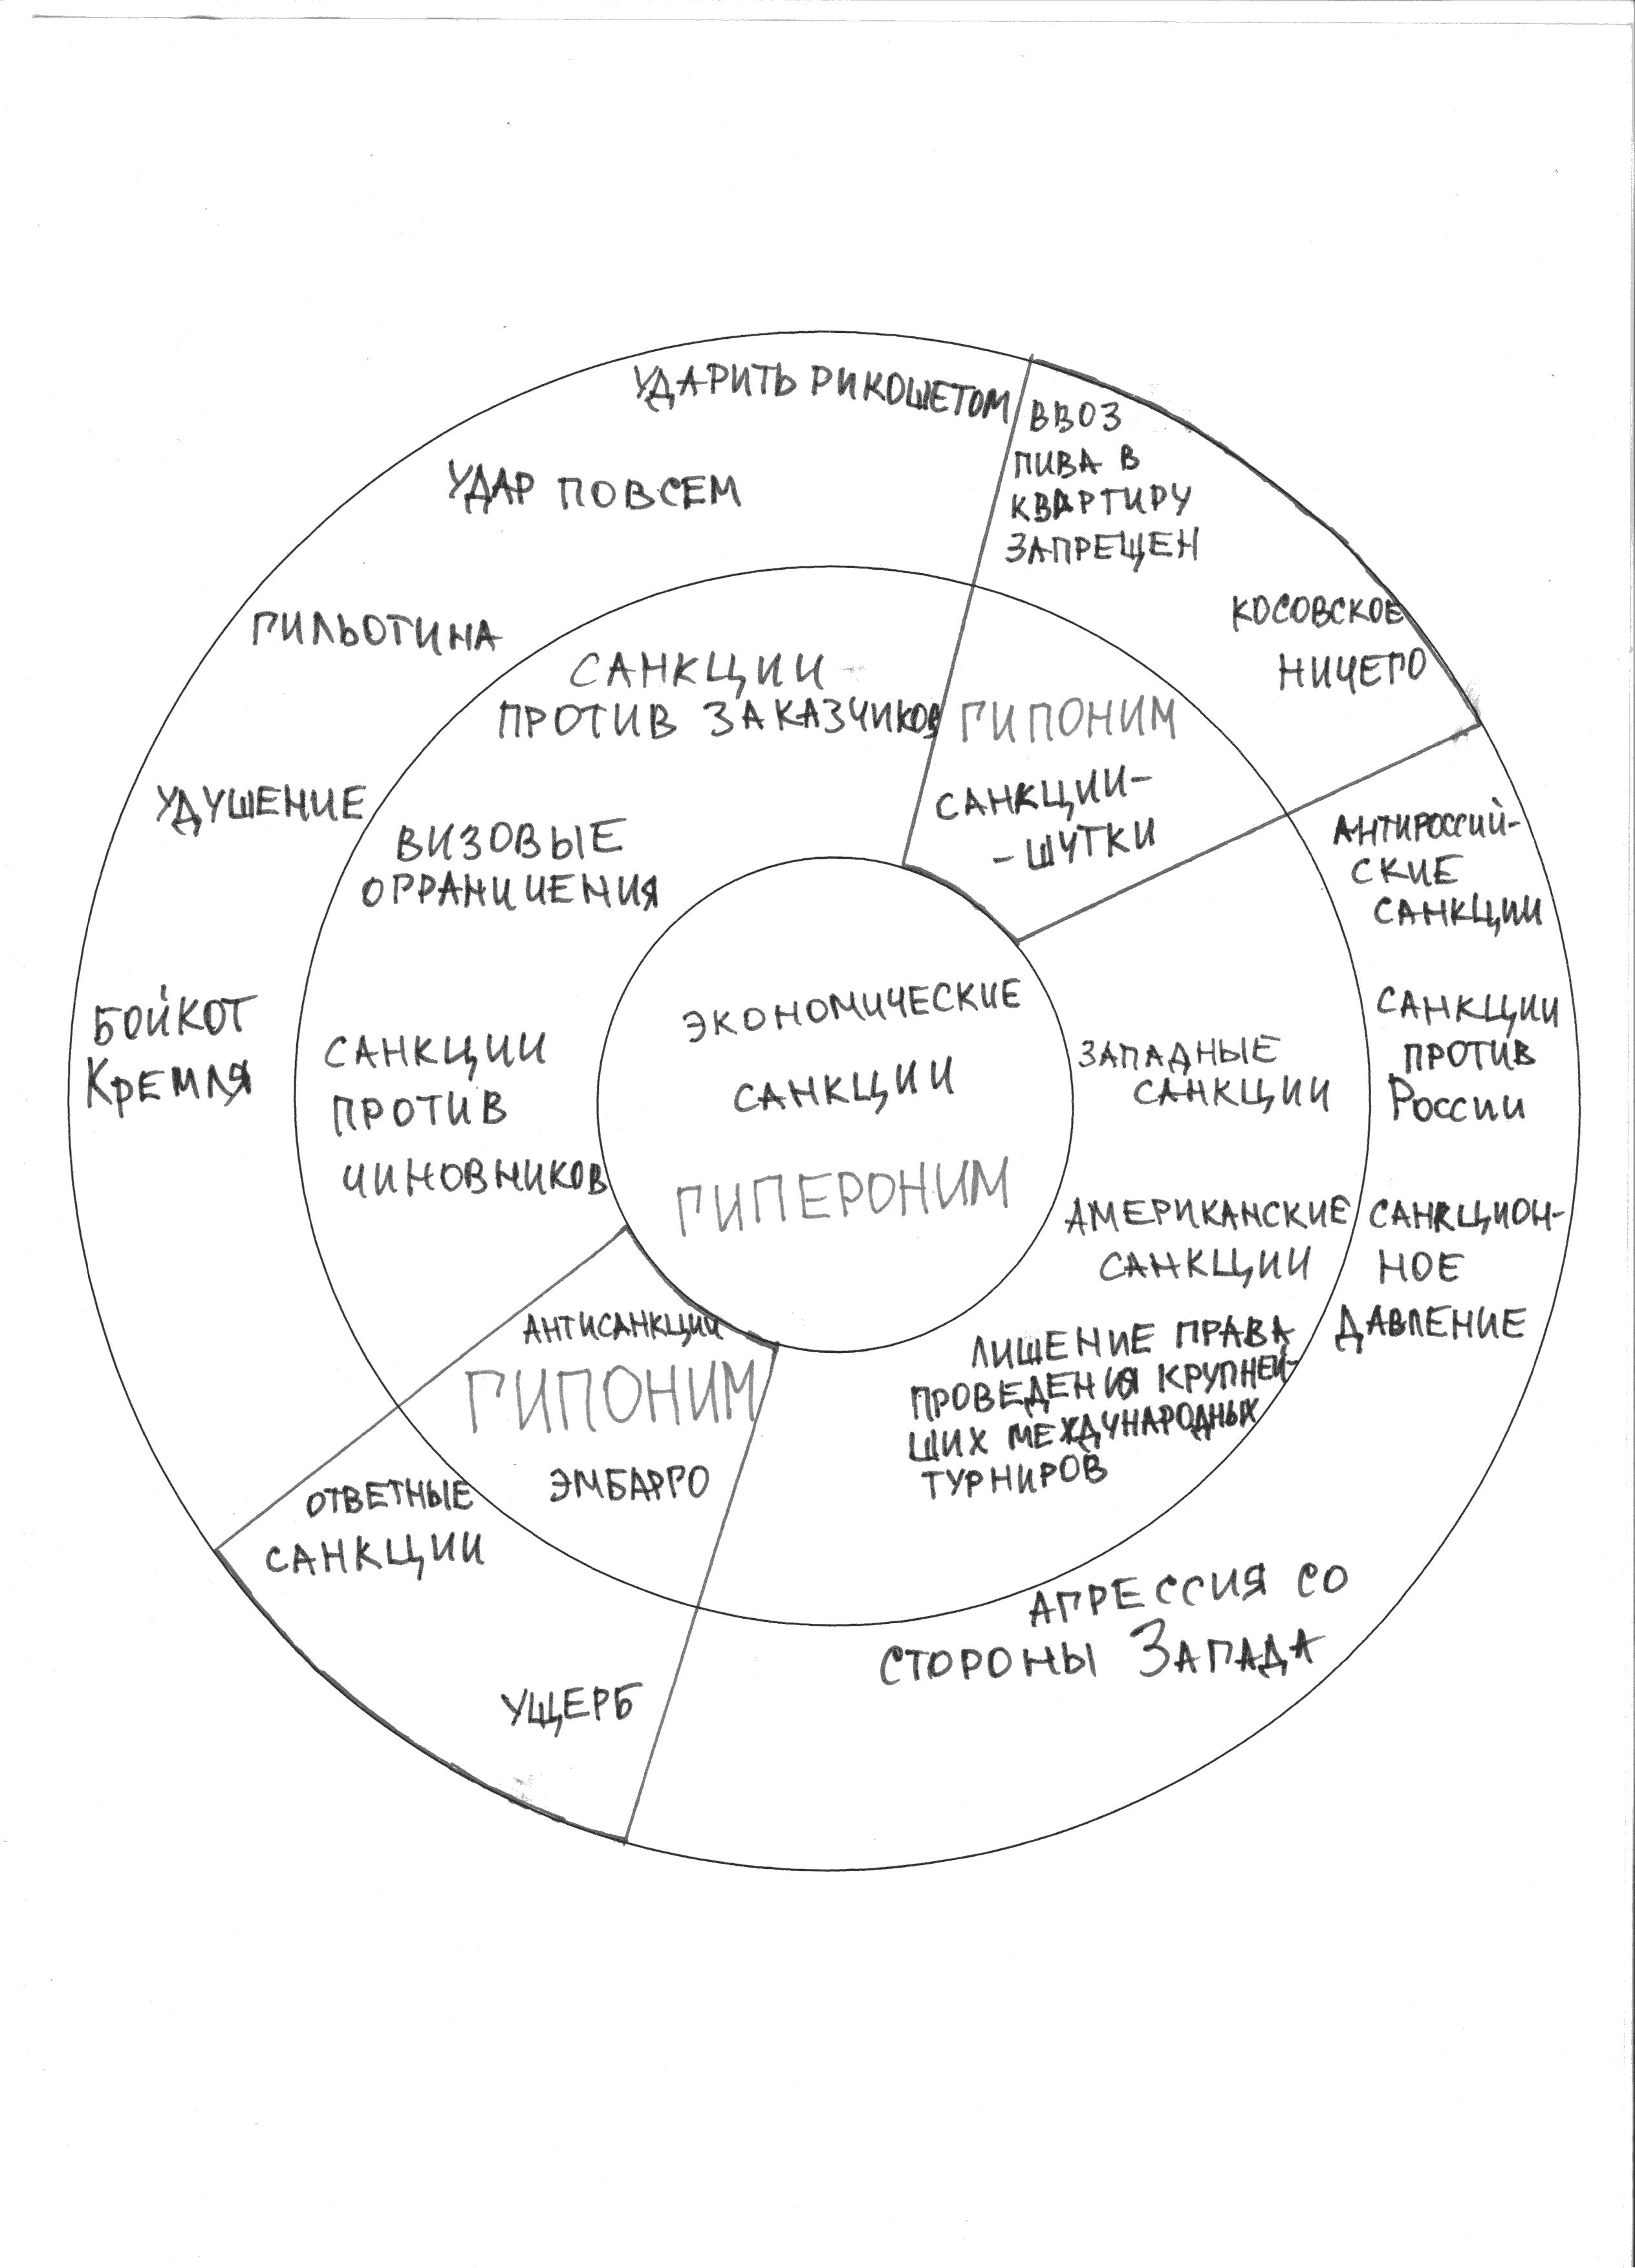 УДАРИТЬ РИКОШЕТОМ
УДАР ПО ВСЕМ
ГИЛЬОТИНА
УДУШЕНИЕ
БОЙКОТ
КРЕМЛЯ
ВВОЗ
ПИВА В
КВАРТИРУ
ЗАПРЕЩЕН
КОСОВСКОЕ
НИЧЕГО
САНКЦИИ
ПРОТИВ ЗАКАЗЧИКОВ
ВИЗОВЫЕ
ОГРАНИЧЕНИЯ
САНКЦИИ
ПРОТИВ
ЧИНОВНИКОВ
ГИПОНИМ
САНКЦИИ-
-ШУТКИ
ЭКОНОМИЧЕСКИЕ
САНКЦИИ
ГИПЕРОНИМ
ЗАПАДНЫЕ
САНКЦИИ
АМЕРИКАНСКИЕ
САНКЦИИ
ЛИШЕНИЕ ПРАВА
ПРОВЕДЕНИЯ КРУПНЕЙ-
ШИХ МЕЖДУНАРОДНЫХ
ТУРНИРОВ
АНТИРОССИЙ-
СКИЕ
САНКЦИИ
САНКЦИИ
ПРОТИВ
РОССИИ
САНКЦИОН-
НОЕ
ДАВЛЕНИЕ
АГРЕССИЯ СО
СТОРОНЫ ЗАПАДА
АНТИСАНКЦИИ
ГИПОНИМ
ЭМБАРГО
ОТВЕТНЫЕ
САНКЦИИ
УЩЕРБ